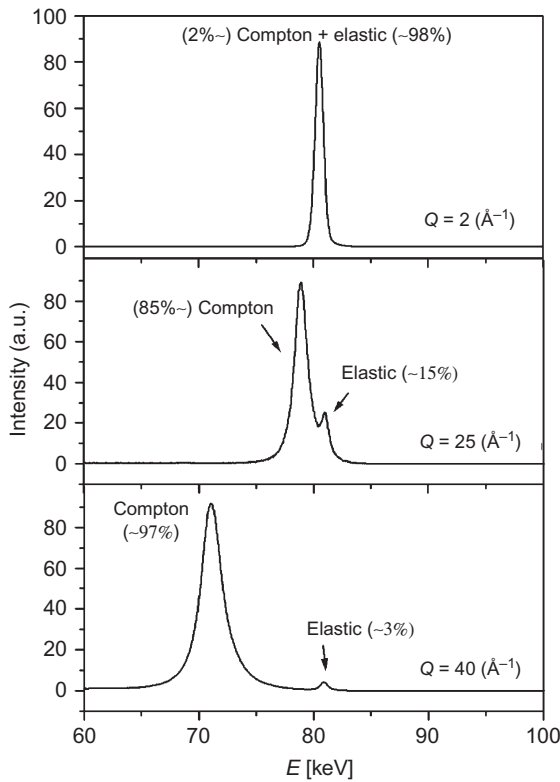 100
(2%~) Compton + elastic (~98%)
80
60
40
20
Q = 2 (Å⁻¹)
0
80
(85%~) Compton
60
Elastic (~15%)
40
20
Q = 25 (Å⁻¹)
0
Intensity (a.u.)
Compton
(~97%)
80
60
40
Elastic (~3%)
20
Q = 40 (Å⁻¹)
0
60 70 80 90 100
E [keV]